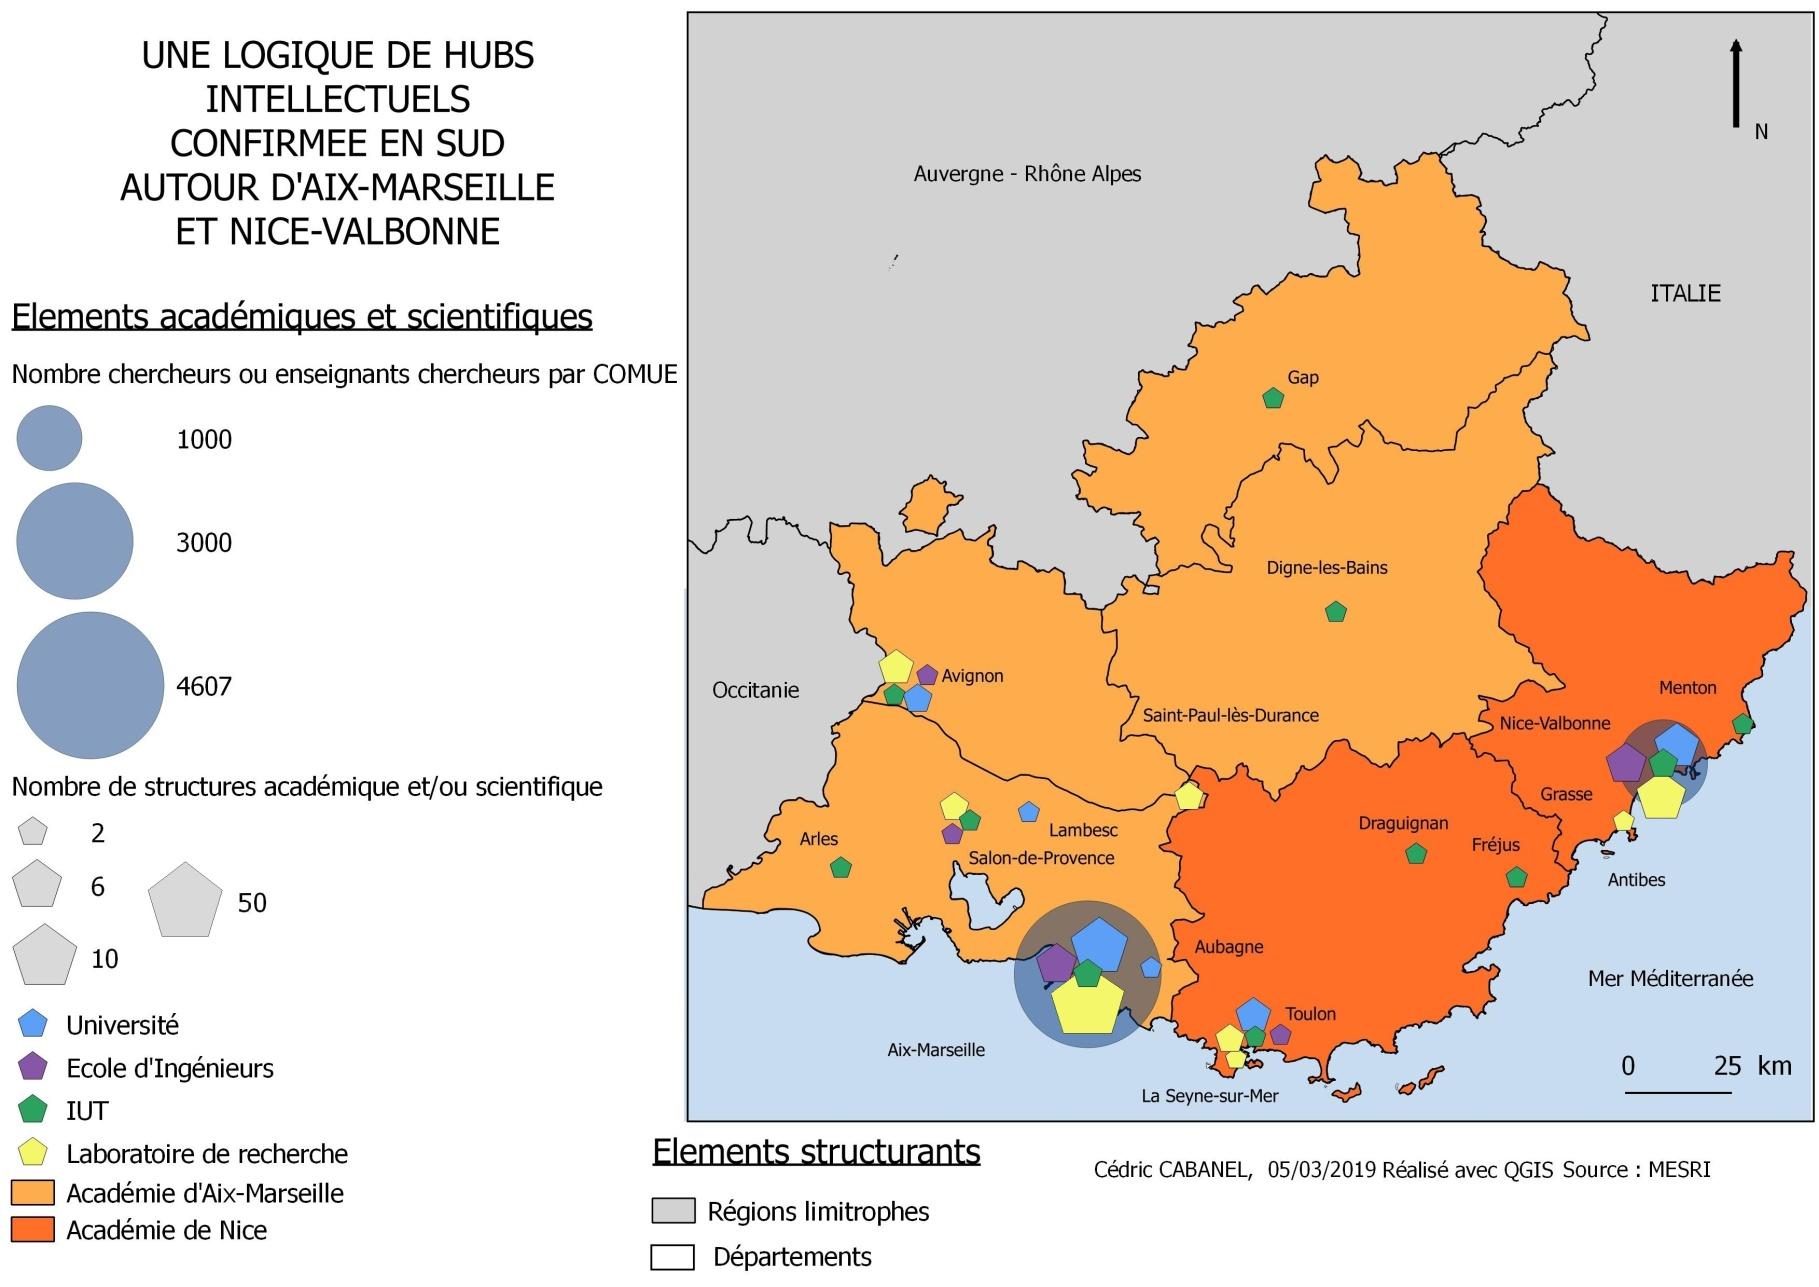 UNE LOGIQUE DE HUBS
INTELLECTUELS
CONFIRMEE EN SUD
AUTOUR D'AIX-MARSEILLE
ET NICE-VALBONNE
Elements académiques et scientifiques
Nombre chercheurs ou enseignants chercheurs par COMUE
1000
3000
4607
Nombre de structures académique et/ou scientifique
2
6
50
10
Université
Ecole d'Ingénieurs
IUT
Laboratoire de recherche
Académie d'Aix-Marseille
Académie de Nice
N
Auvergne - Rhône Alpes
ITALIE
Gap
Digne-les-Bains
Occitanie
Avignon
Menton
Saint-Paul-lès-Durance
Nice-Valbonne
Grasse
Draguignan
Lambesc
Arles
Fréjus
Salon-de-Provence
Antibes
Aubagne
Mer Méditerranée
Toulon
Aix-Marseille
0 25 km
La Seyne-sur-Mer
Elements structurants
Cédric CABANEL, 05/03/2019 Réalisé avec QGIS Source : MESRI
Régions limitrophes
Départements